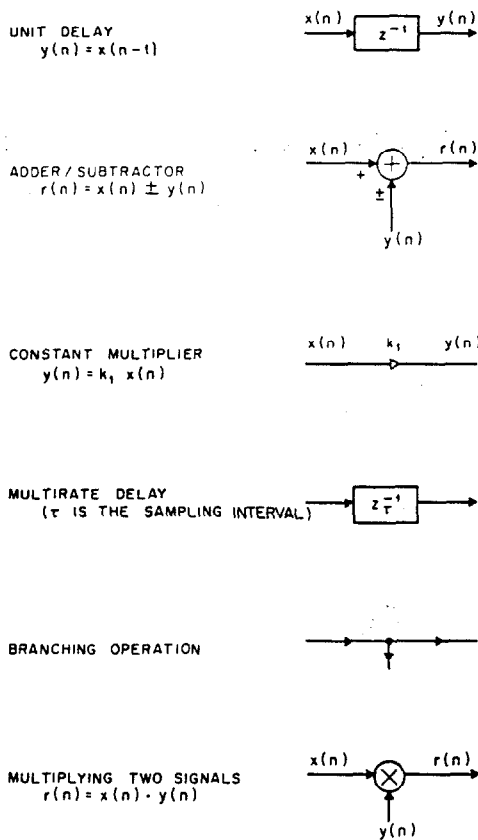 UNIT DELAY
y(n) = x(n-1)
x(n) z⁻¹ y(n)
ADDER/SUBTRACTOR
r(n) = x(n) ± y(n)
x(n) + r(n)
+ ±
y(n)
CONSTANT MULTIPLIER
y(n) = k₁ x(n)
x(n) k₁ y(n)
MULTIRATE DELAY
(τ IS THE SAMPLING INTERVAL)
z_τ⁻¹
BRANCHING OPERATION
MULTIPLYING TWO SIGNALS
r(n) = x(n) · y(n)
x(n) × r(n)
y(n)